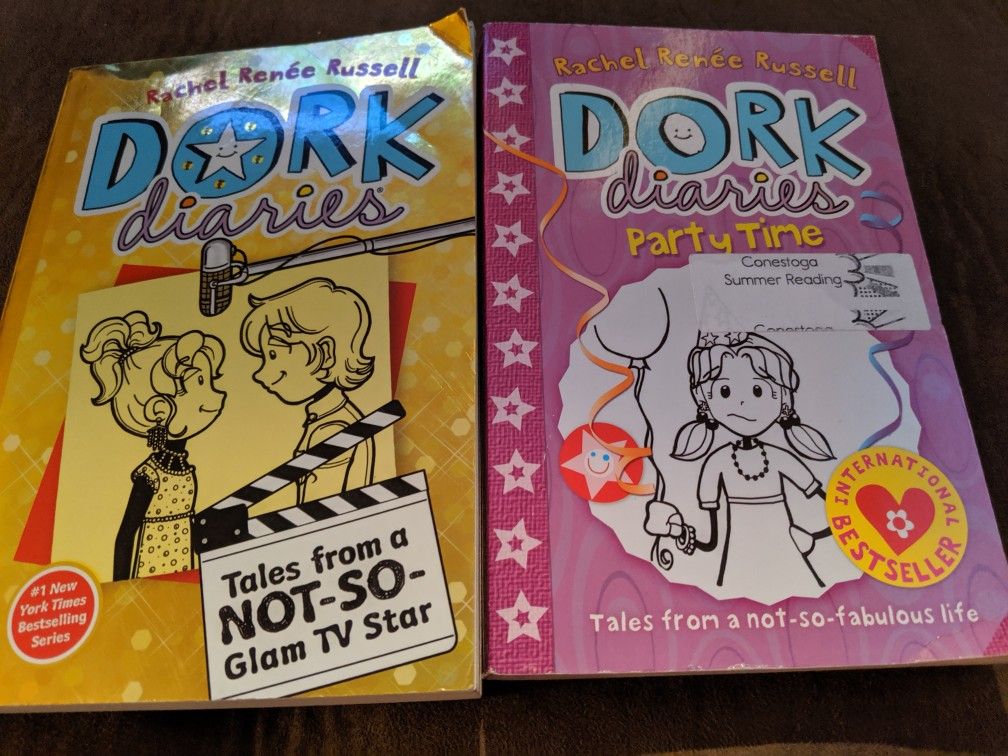 Rachel Renée Russell
DORK
diaries®
Tales from a
NOT-SO-
Glam TV Star
#1 New
York Times
Bestselling
Series
Rachel Renée Russell
DORK
diaries
Party Time
Conestoga
Summer Reading
Conestoga
INTERNATIONAL
BESTSELLER
Tales from a not-so-fabulous life